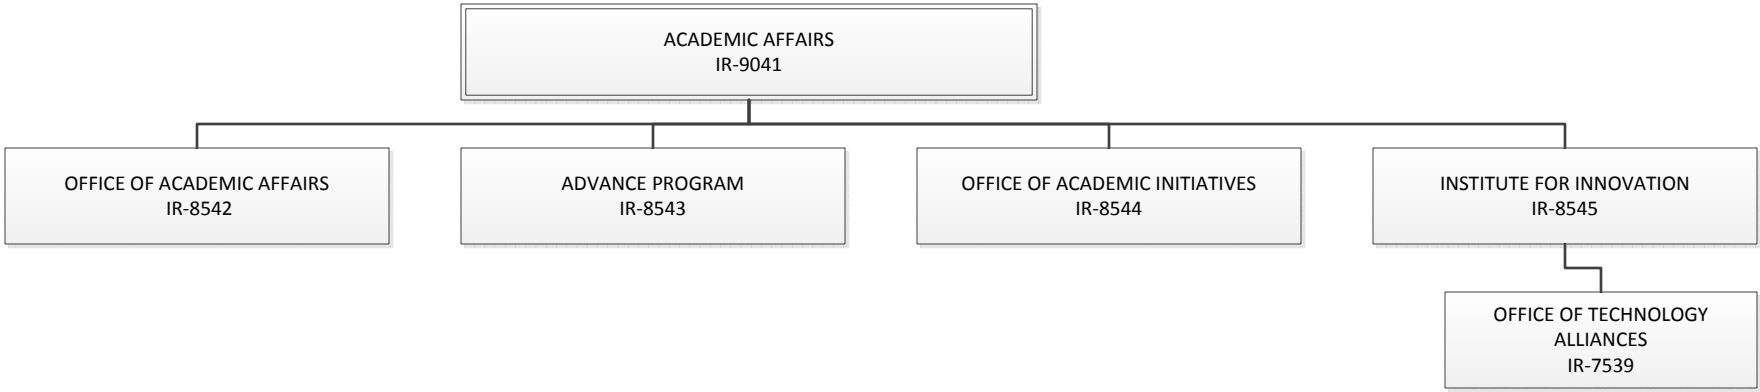 ACADEMIC AFFAIRS
IR-9041
OFFICE OF ACADEMIC AFFAIRS
IR-8542
ADVANCE PROGRAM
IR-8543
OFFICE OF ACADEMIC INITIATIVES
IR-8544
INSTITUTE FOR INNOVATION
IR-8545
OFFICE OF TECHNOLOGY
ALLIANCES
IR-7539